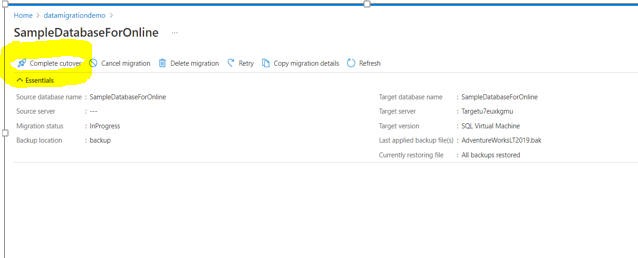 Home > datamigrationdemo >
SampleDatabaseForOnline ...
Complete cutover Cancel migration Delete migration Retry Copy migration details Refresh
Essentials
Source database name : SampleDatabaseForOnline Target database name : SampleDatabaseForOnline
Source server : --- Target server : Targetu7euxkgmu
Migration status : InProgress Target version : SQL Virtual Machine
Backup location : backup Last applied backup file(s) : AdventureWorksLT2019.bak
Currently restoring file : All backups restored